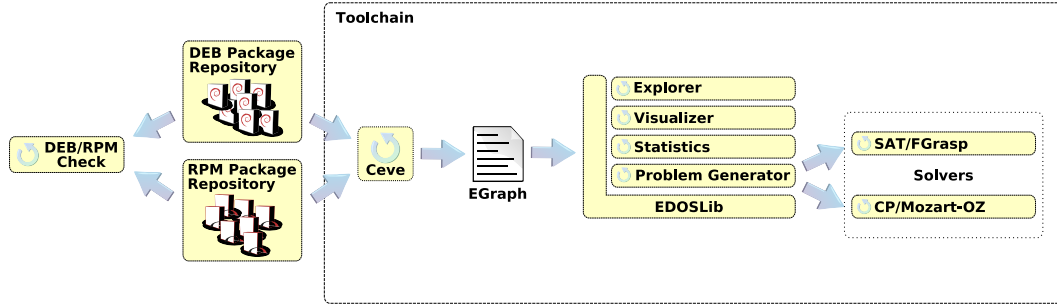 Toolchain
DEB Package
Repository
DEB/RPM
Check
RPM Package
Repository
Ceve
EGraph
Explorer
Visualizer
Statistics
Problem Generator
EDOSLib
SAT/FGrasp
Solvers
CP/Mozart-OZ